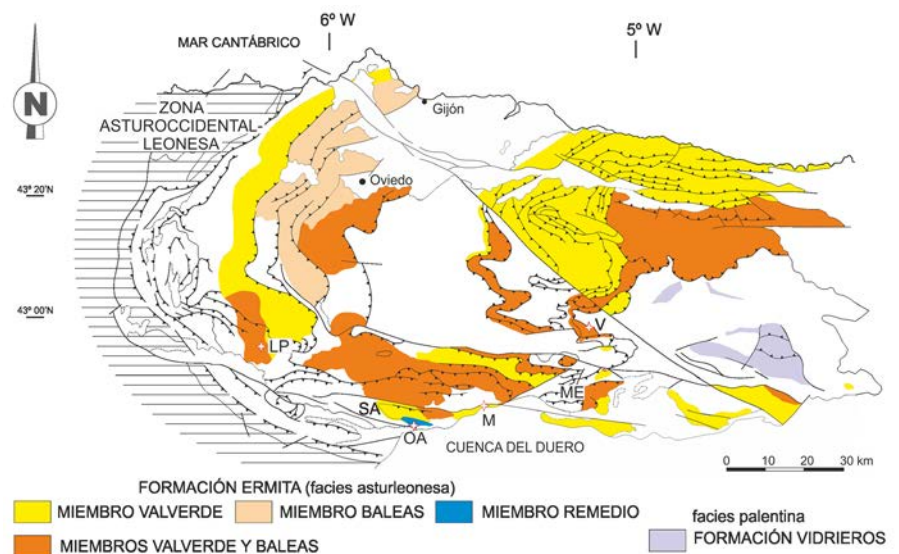 6º W
5º W
MAR CANTÁBRICO
N
ZONA
ASTUROCCIDENTAL-
LEONESA
Gijón
Oviedo
43º 20'N
43º 00'N
LP
V
SA
OA
M
ME
CUENCA DEL DUERO
0 10 20 30 km
FORMACIÓN ERMITA (facies asturleonesa)
MIEMBRO VALVERDE
MIEMBRO BALEAS
MIEMBRO REMEDIO
MIEMBROS VALVERDE Y BALEAS
facies palentina
FORMACIÓN VIDRIEROS